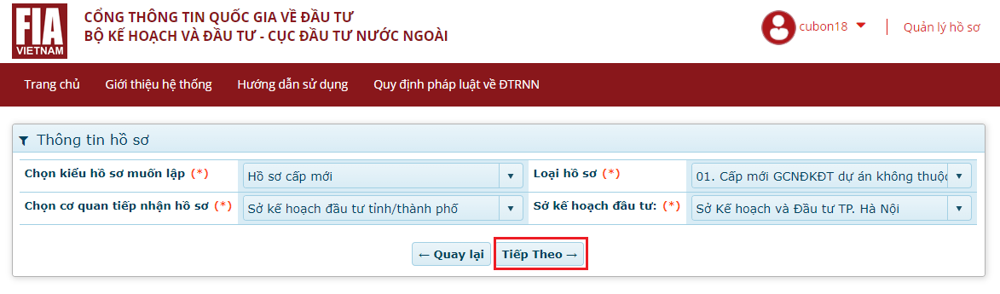 FIA
VIETNAM
CỔNG THÔNG TIN QUỐC GIA VỀ ĐẦU TƯ
BỘ KẾ HOẠCH VÀ ĐẦU TƯ - CỤC ĐẦU TƯ NƯỚC NGOÀI
cubon18
Quản lý hồ sơ
Trang chủ Giới thiệu hệ thống Hướng dẫn sử dụng Quy định pháp luật về ĐTRNN
Thông tin hồ sơ
Chọn kiểu hồ sơ muốn lập (*) Hồ sơ cấp mới Loại hồ sơ (*) 01. Cấp mới GCNĐKĐT dự án không thuộc
Chọn cơ quan tiếp nhận hồ sơ (*) Sở kế hoạch đầu tư tỉnh/thành phố Sở kế hoạch đầu tư: (*) Sở Kế hoạch và Đầu tư TP. Hà Nội
← Quay lại Tiếp Theo →